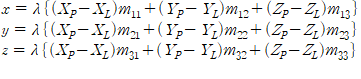 x = λ{(X_P−X_L)m_11+(Y_P−Y_L)m_12+(Z_P−Z_L)m_13}
y = λ{(X_P−X_L)m_21+(Y_P−Y_L)m_22+(Z_P−Z_L)m_23}
z = λ{(X_P−X_L)m_31+(Y_P−Y_L)m_32+(Z_P−Z_L)m_33}